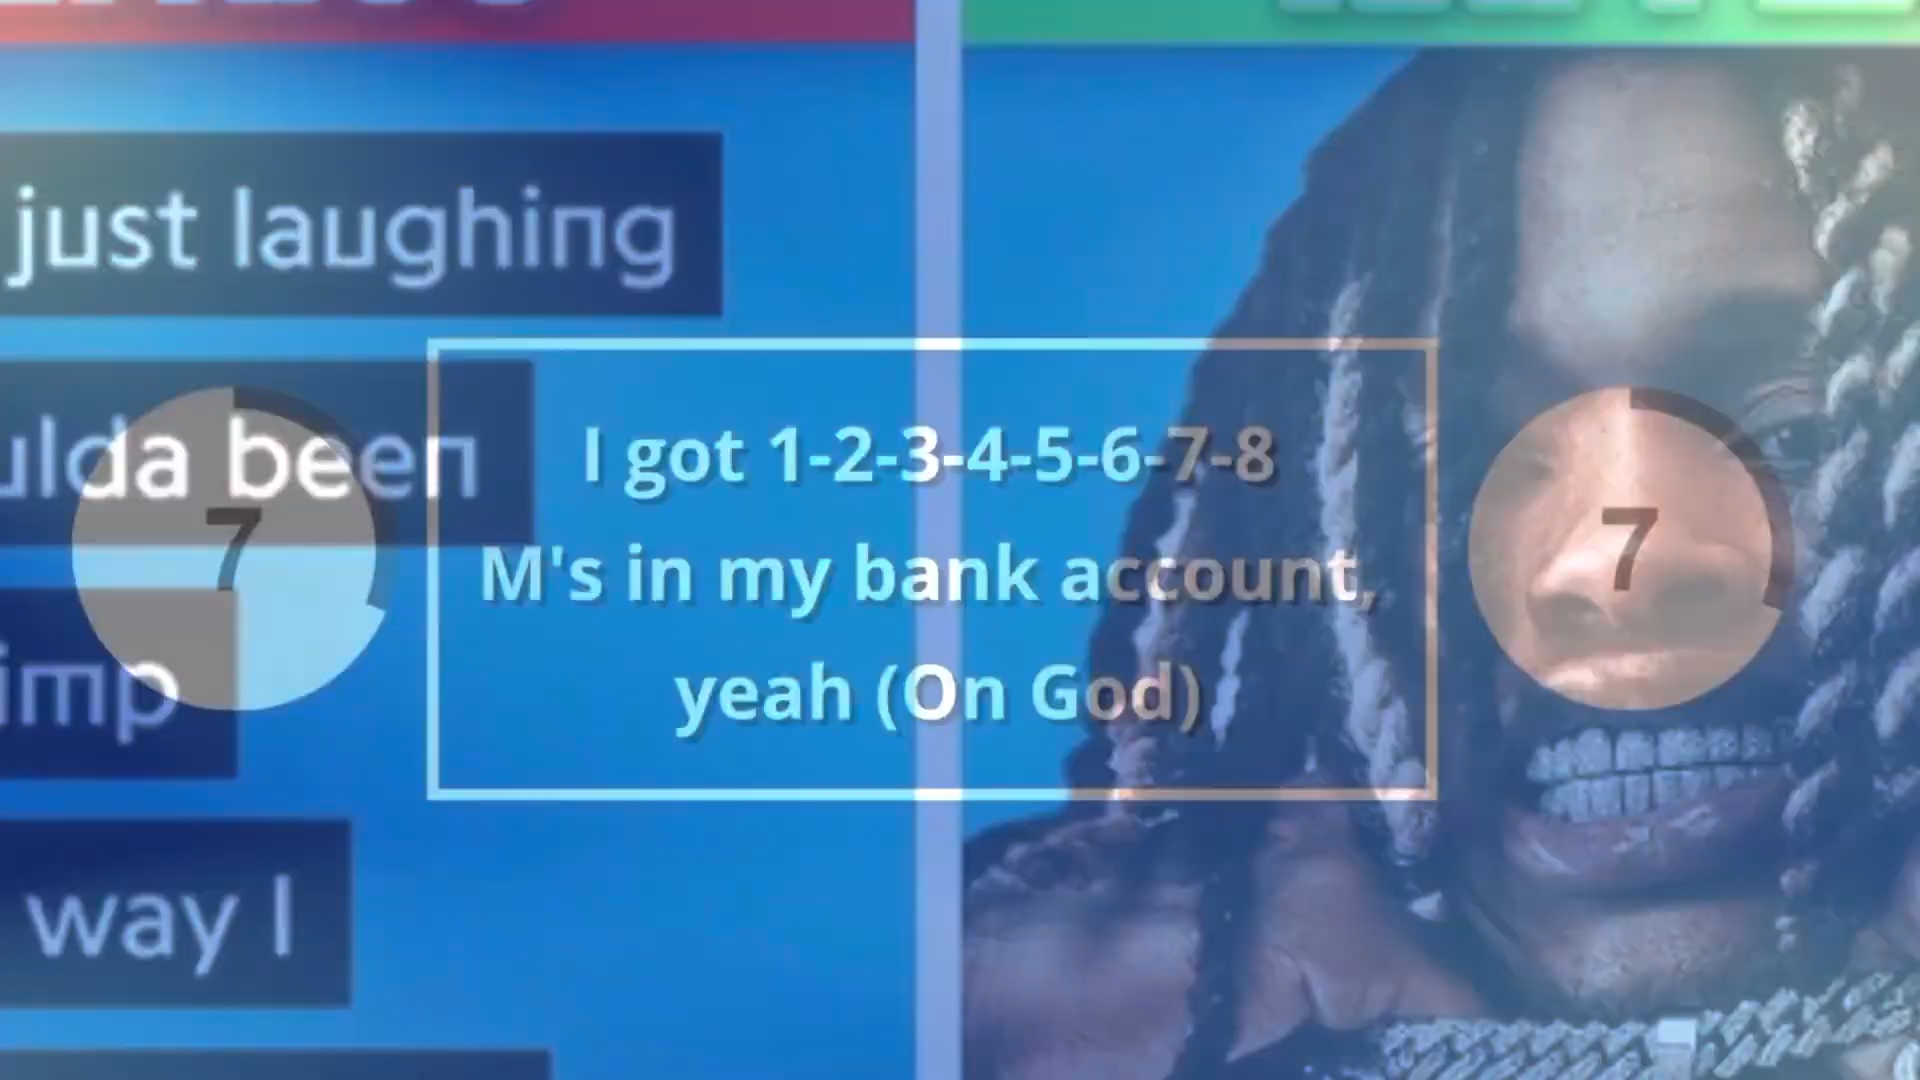 just laughing
ulda been
imp
way I
7
I got 1-2-3-4-5-6-7-8
M's in my bank account,
yeah (On God)
7